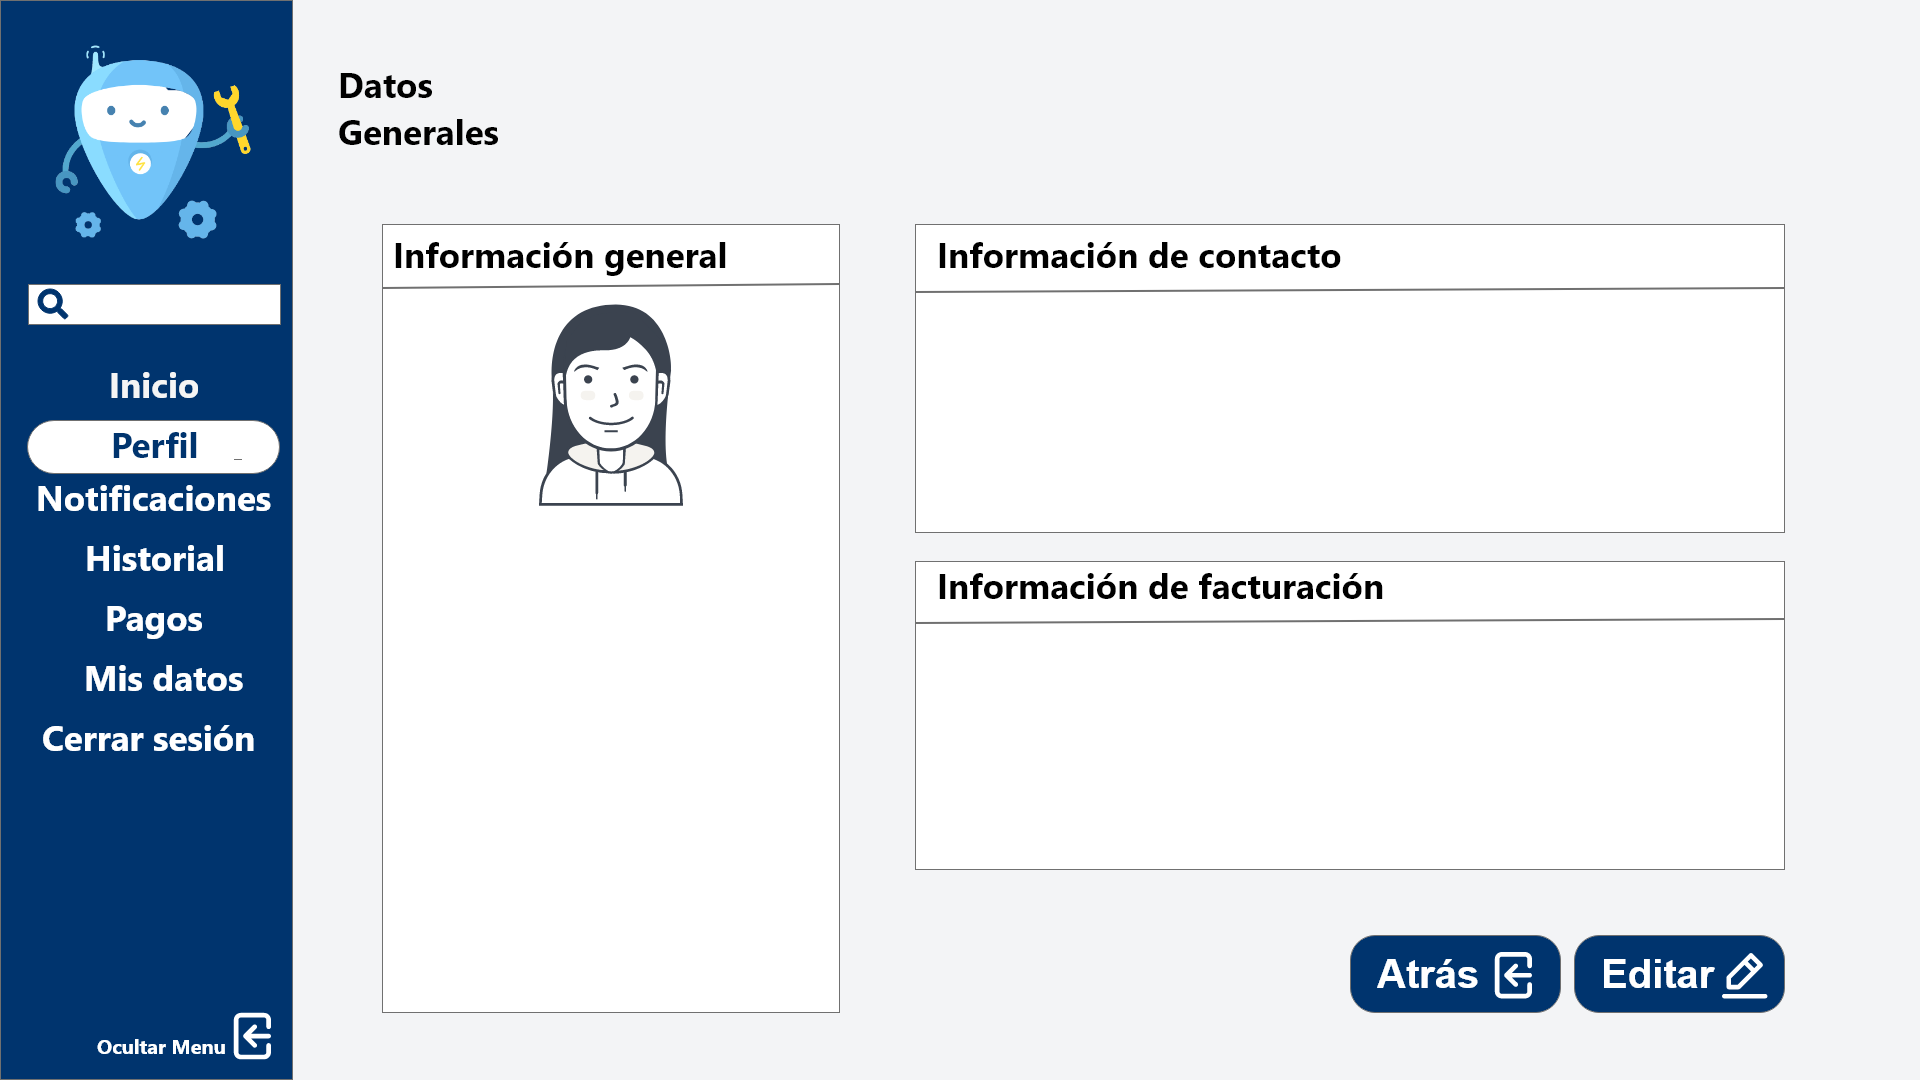 Datos
Generales
Inicio
Perfil
Notificaciones
Historial
Pagos
Mis datos
Cerrar sesión
Ocultar Menu
Información general
Información de contacto
Información de facturación
Atrás
Editar